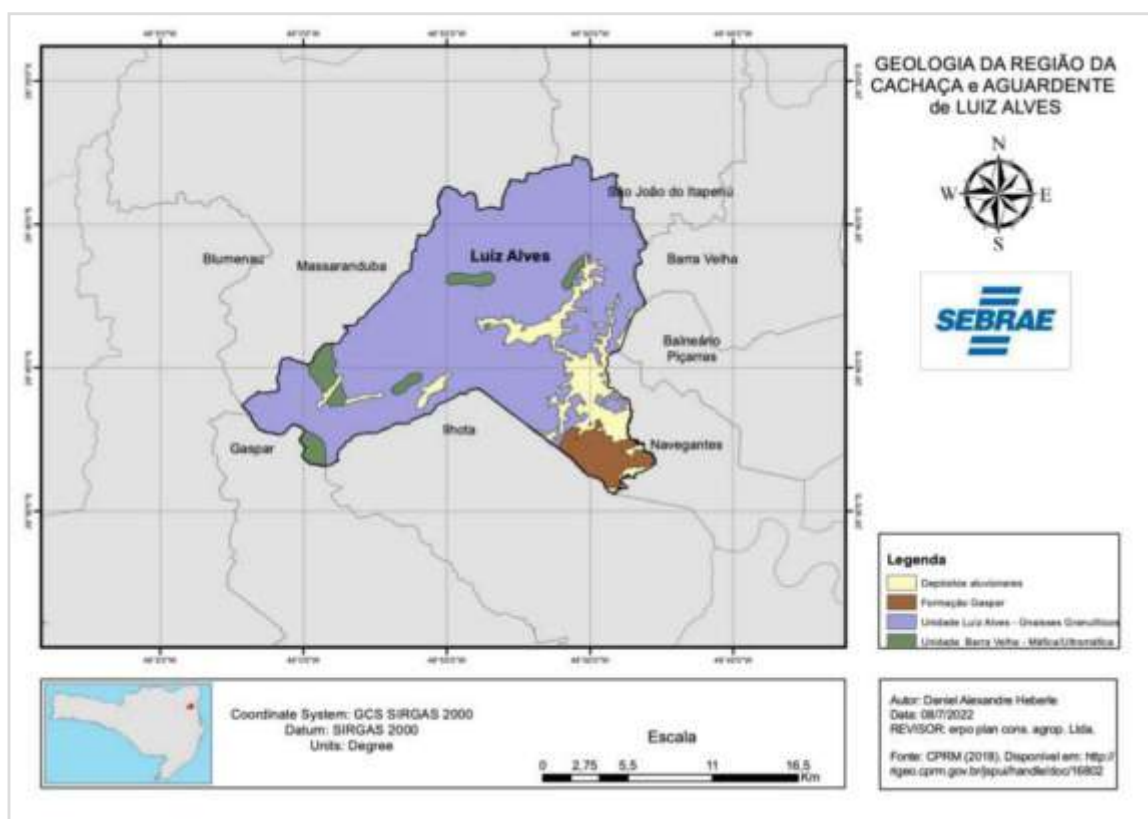 GEOLOGIA DA REGIÃO DA
CACHAÇA e AGUARDENTE
de LUIZ ALVES
N
W
E
S
São João do Itaperiú
Luiz Alves
Blumenau
Massaranduba
Barra Velha
SEBRAE
Balneário
Piçarras
Ilhota
Gaspar
Navegantes
Legenda
Depósitos aluvionares
Formação Gaspar
Unidade Luiz Alves - Gnaisses Granulíticos
Unidade Barra Velha - Máfica/Ultramáfica
Coordinate System: GCS SIRGAS 2000
Datum: SIRGAS 2000
Units: Degree
Escala
0 2,75 5,5 11 16,5
Km
Autor: Daniel Alexandre Heberle
Data: 08/7/2022
REVISOR: erpo plan cons. agrop. Ltda.
Fonte: CPRM (2018). Disponível em: http://
rigeo.cprm.gov.br/jspui/handle/doc/16802